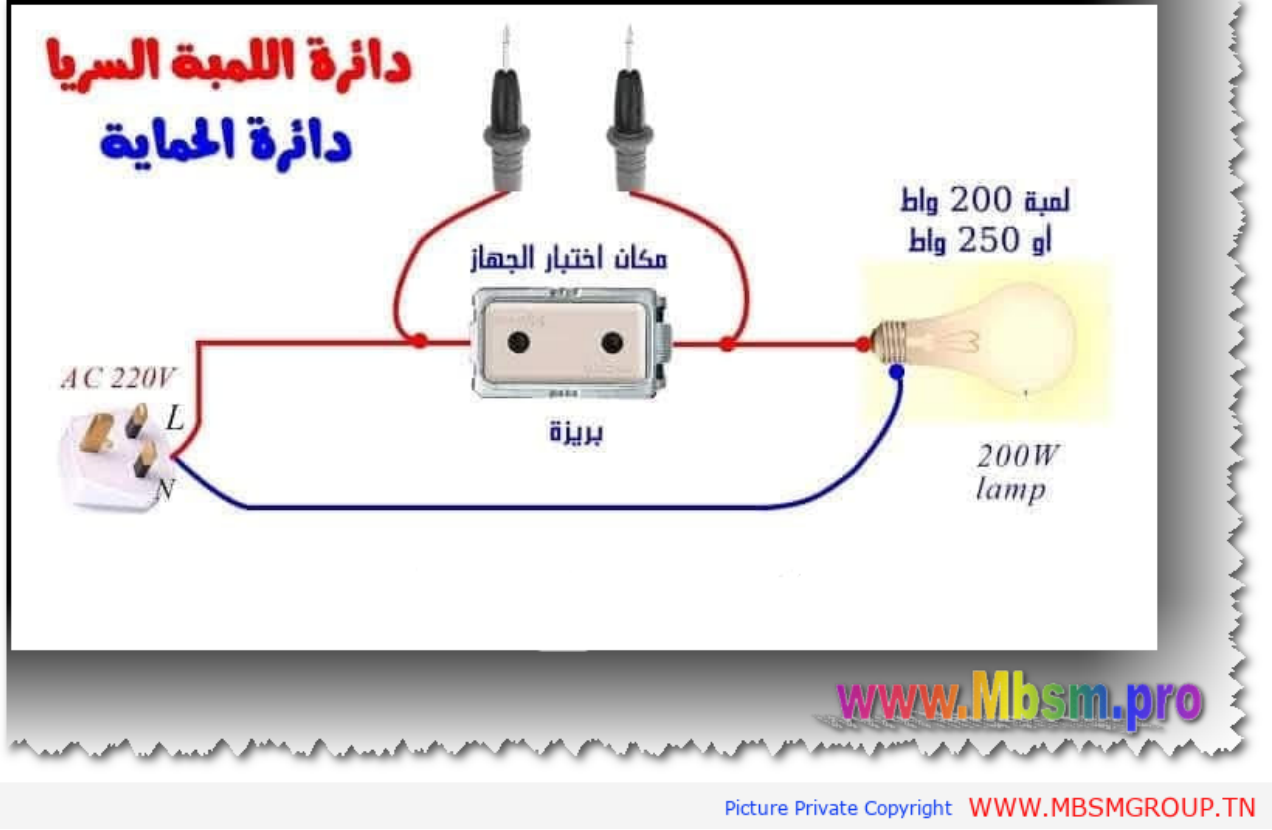 دائرة اللمبة السريا
دائرة الحماية
لمبة 200 واط
او 250 واط
مكان اختبار الجهاز
AC 220V
L
N
بريزة
200W
lamp
www.Mbsm.pro
Picture Private Copyright WWW.MBSMGROUP.TN